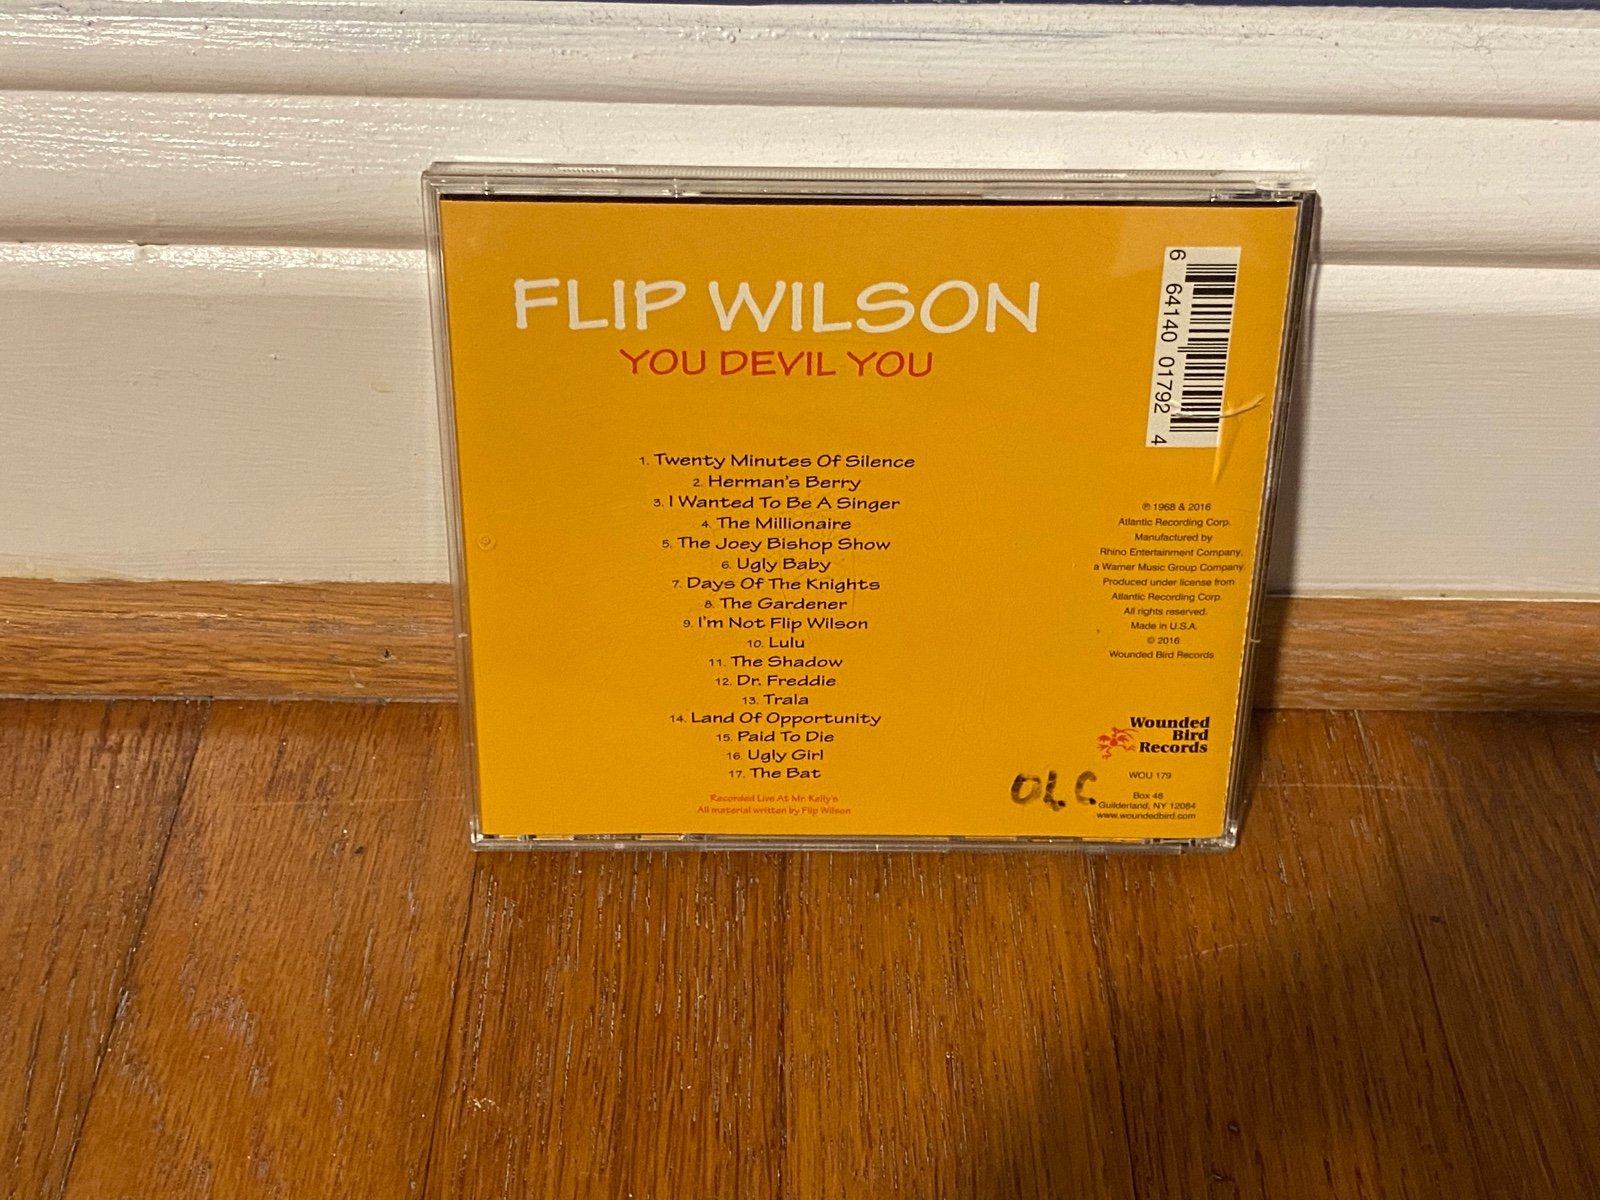 FLIP WILSON
YOU DEVIL YOU
1. Twenty Minutes Of Silence
2. Herman's Berry
3. I Wanted To Be A Singer
4. The Millionaire
5. The Joey Bishop Show
6. Ugly Baby
7. Days Of The Knights
8. The Gardener
9. I'm Not Flip Wilson
10. Lulu
11. The Shadow
12. Dr. Freddie
13. Trala
14. Land Of Opportunity
15. Paid To Die
16. Ugly Girl
17. The Bat
Recorded Live At Mr. Kelly's
All material written by Flip Wilson
6 64140 01792 4
℗ 1968 & 2016
Atlantic Recording Corp.
Manufactured by
Rhino Entertainment Company,
a Warner Music Group Company.
Produced under license from
Atlantic Recording Corp.
All rights reserved.
Made in U.S.A.
© 2016
Wounded Bird Records
Wounded
Bird
Records
WOU 179
Box 48
Guilderland, NY 12084
www.woundedbird.com
OLC